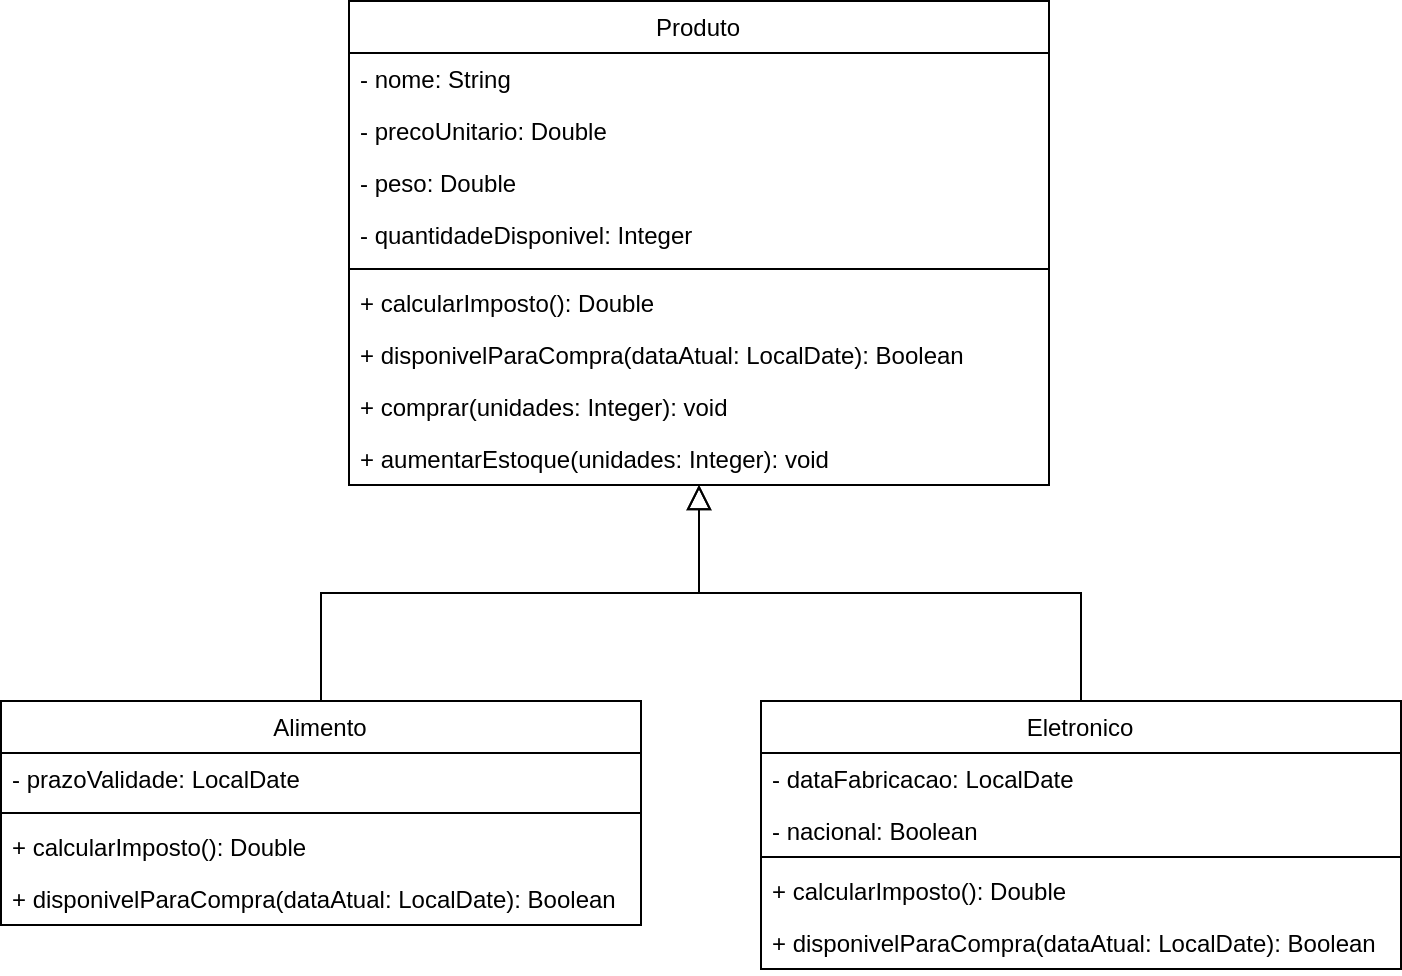 Produto
- nome: String
- precoUnitario: Double
- peso: Double
- quantidadeDisponivel: Integer
+ calcularImposto(): Double
+ disponivelParaCompra(dataAtual: LocalDate): Boolean
+ comprar(unidades: Integer): void
+ aumentarEstoque(unidades: Integer): void
Alimento
- prazoValidade: LocalDate
+ calcularImposto(): Double
+ disponivelParaCompra(dataAtual: LocalDate): Boolean
Eletronico
- dataFabricacao: LocalDate
- nacional: Boolean
+ calcularImposto(): Double
+ disponivelParaCompra(dataAtual: LocalDate): Boolean